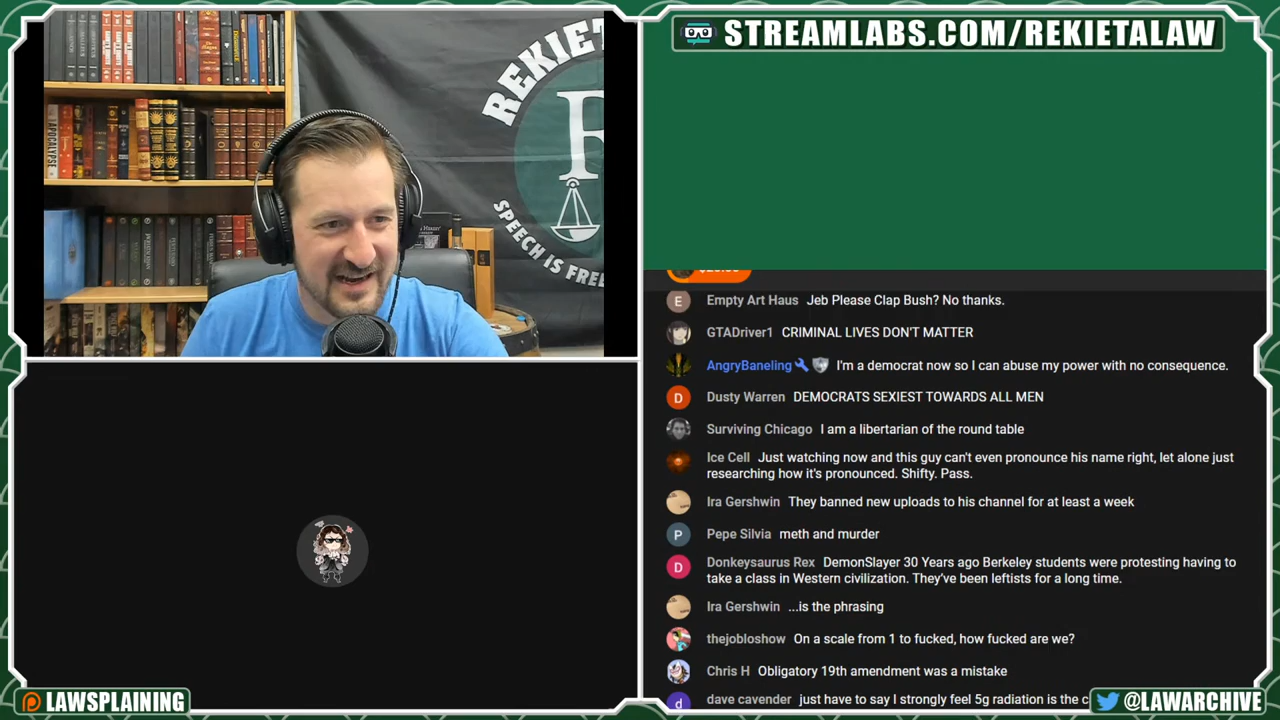 STREAMLABS.COM/REKIETALAW
APOCALYPSE
REKIET
R
SPEECH IS FREE
Empty Art Haus Jeb Please Clap Bush? No thanks.
GTADriver1 CRIMINAL LIVES DON'T MATTER
AngryBaneling I'm a democrat now so I can abuse my power with no consequence.
D Dusty Warren DEMOCRATS SEXIEST TOWARDS ALL MEN
Surviving Chicago I am a libertarian of the round table
Ice Cell Just watching now and this guy can't even pronounce his name right, let alone just
researching how it's pronounced. Shifty. Pass.
Ira Gershwin They banned new uploads to his channel for at least a week
P Pepe Silvia meth and murder
D Donkeysaurus Rex DemonSlayer 30 Years ago Berkeley students were protesting having to
take a class in Western civilization. They've been leftists for a long time.
Ira Gershwin ...is the phrasing
thejobloshow On a scale from 1 to fucked, how fucked are we?
Chris H Obligatory 19th amendment was a mistake
d dave cavender just have to say I strongly feel 5g radiation is the c
LAWSPLAINING
@LAWARCHIVE